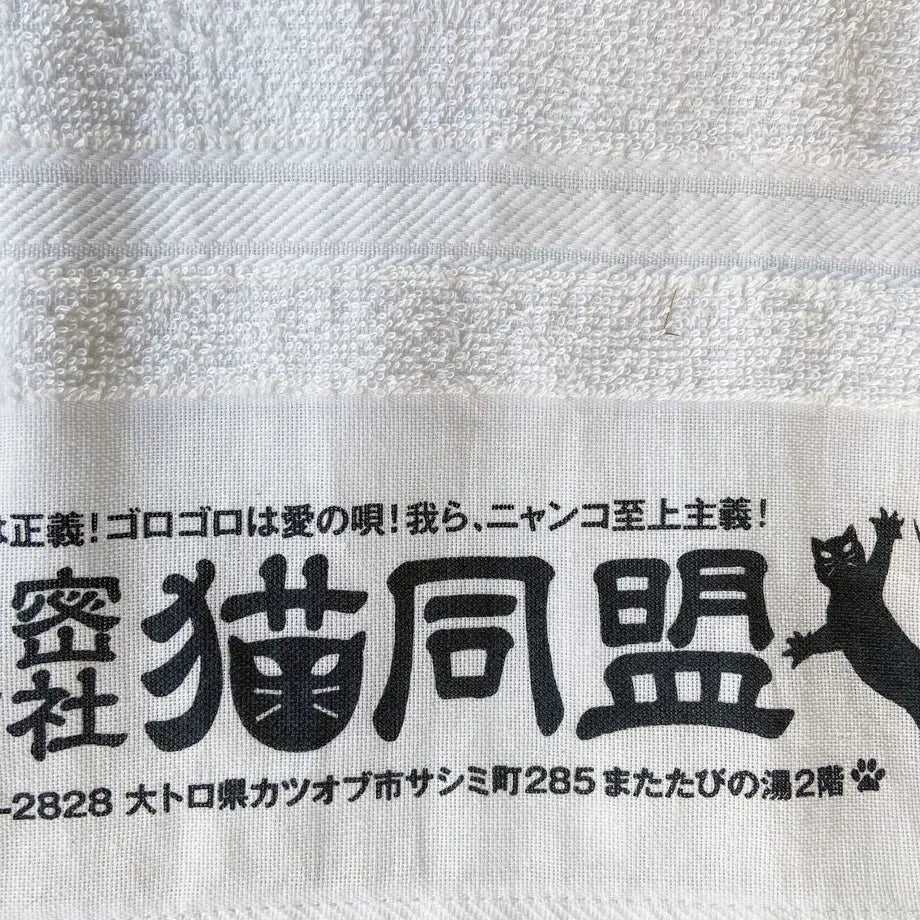 は正義！ゴロゴロは愛の唄！我ら、ニャンコ至上主義！
密社
猫同盟
-2828 大トロ県カツオブ市サシミ町285 またたびの湯2階